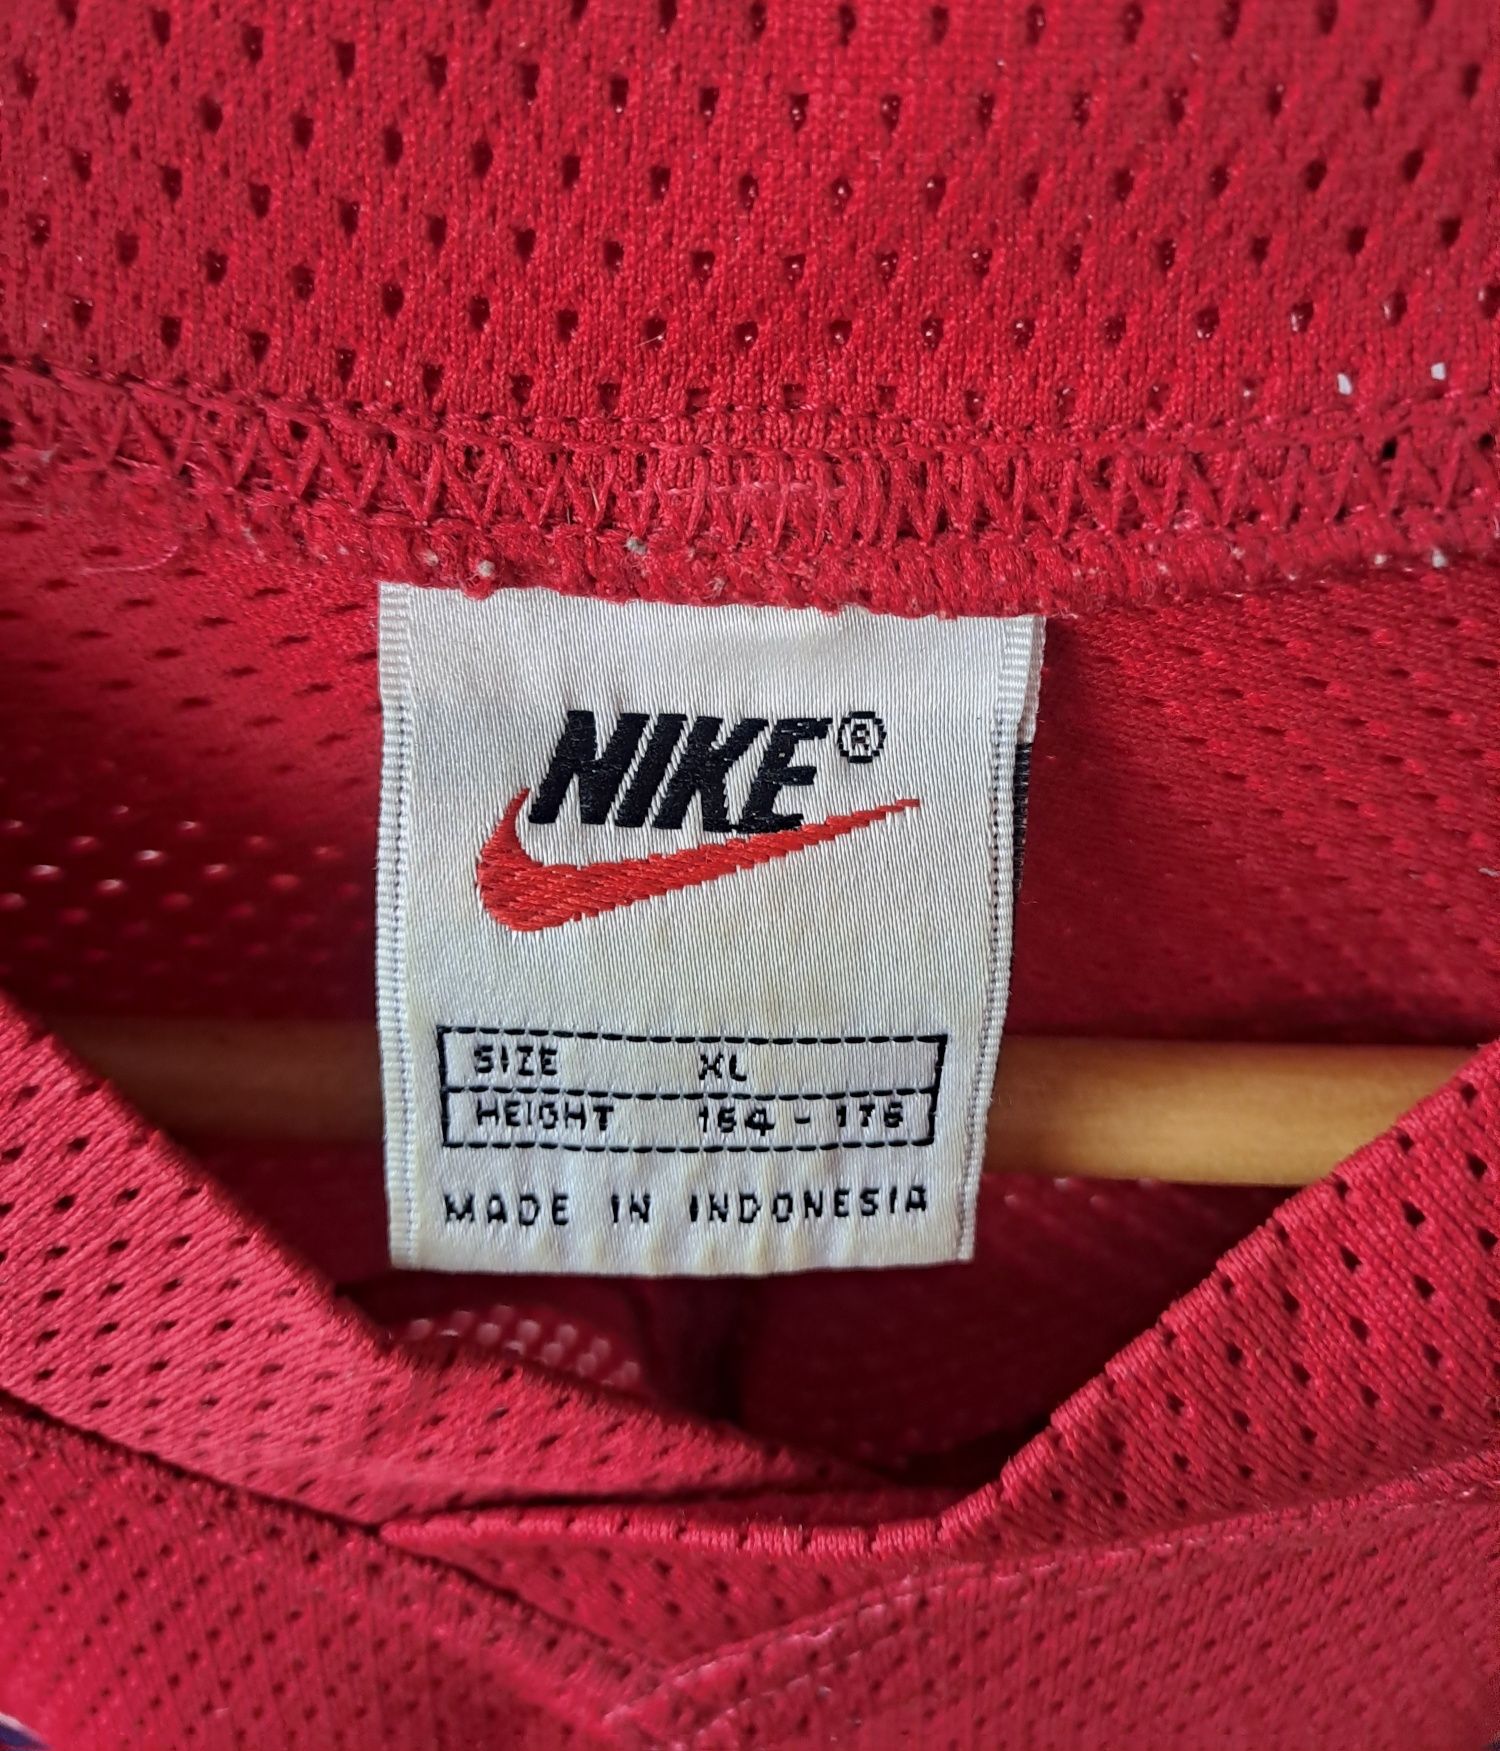 NIKE®
SIZE XL
HEIGHT 164 - 176
MADE IN INDONESIA